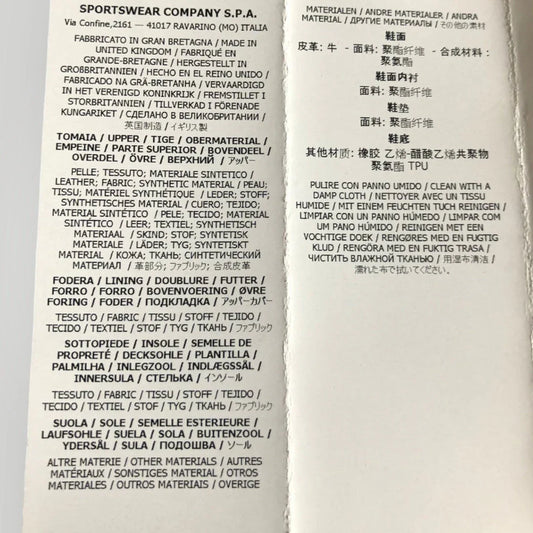 SPORTSWEAR COMPANY S.P.A.
Via Confine,2161 — 41017 RAVARINO (MO) ITALIA
FABBRICATO IN GRAN BRETAGNA / MADE IN
UNITED KINGDOM / FABRIQUÉ EN
GRANDE-BRETAGNE / HERGESTELLT IN
GROßBRITANNIEN / HECHO EN EL REINO UNIDO /
FABRICADO NA GRÃ-BRETANHA / VERVAARDIGD
IN HET VERENIGD KONINKRIJK / FREMSTILLET I
STORBRITANNIEN / TILLVERKAD I FÖRENADE
KUNGARIKET / СДЕЛАНО В ВЕЛИКОБРИТАНИИ /
英国制造 / イギリス製
TOMAIA / UPPER / TIGE / OBERMATERIAL /
EMPEINE / PARTE SUPERIOR / BOVENDEEL /
OVERDEL / ÖVRE / ВЕРХНИЙ / アッパー
PELLE; TESSUTO; MATERIALE SINTETICO /
LEATHER; FABRIC; SYNTHETIC MATERIAL / PEAU;
TISSU; MATÉRIEL SYNTHÉTIQUE / LEDER; STOFF;
SYNTHETISCHES MATERIAL / CUERO; TEJIDO;
MATERIAL SINTÉTICO / PELE; TECIDO; MATERIAL
SINTÉTICO / LEER; TEXTIEL; SYNTHETISCH
MATERIAAL / SKIND; STOF; SYNTETISK
MATERIALE / LÄDER; TYG; SYNTETISKT
MATERIAL / КОЖА; ТКАНЬ; СИНТЕТИЧЕСКИЙ
МАТЕРИАЛ / 革部分; ファブリック; 合成皮革
FODERA / LINING / DOUBLURE / FUTTER /
FORRO / FORRO / BOVENVOERING / ØVRE
FORING / FODER / ПОДКЛАДКА / アッパーカバー
TESSUTO / FABRIC / TISSU / STOFF / TEJIDO /
TECIDO / TEXTIEL / STOF / TYG / ТКАНЬ / ファブリック
SOTTOPIEDE / INSOLE / SEMELLE DE
PROPRETÉ / DECKSOHLE / PLANTILLA /
PALMILHA / INLEGZOOL / INDLÆGSSÅL /
INNERSULA / СТЕЛЬКА / インソール
TESSUTO / FABRIC / TISSU / STOFF / TEJIDO /
TECIDO / TEXTIEL / STOF / TYG / ТКАНЬ / ファブリック
SUOLA / SOLE / SEMELLE ESTERIEURE /
LAUFSOHLE / SUELA / SOLA / BUITENZOOL /
YDERSÅL / SULA / ПОДОШВА / ソール
ALTRE MATERIE / OTHER MATERIALS / AUTRES
MATÉRIAUX / SONSTIGES MATERIAL / OTROS
MATERIALES / OUTROS MATERIAIS / OVERIGE
MATERIALEN / ANDRE MATERIALER / ANDRA
MATERIAL / ДРУГИЕ МАТЕРИАЛЫ / その他の素材
鞋面
皮革: 牛 - 面料: 聚酯纤维 - 合成材料:
聚氨酯
鞋面内衬
面料: 聚酯纤维
鞋垫
面料: 聚酯纤维
鞋底
其他材质: 橡胶 乙烯-醋酸乙烯共聚物
聚氨酯 TPU
PULIRE CON PANNO UMIDO / CLEAN WITH A
DAMP CLOTH / NETTOYER AVEC UN TISSU
HUMIDE / MIT EINEM FEUCHTEN TUCH REINIGEN /
LIMPIAR CON UN PANNO HÚMEDO / LIMPAR COM
UM PANO HÚMIDO / REINIGEN MET EEN
VOCHTIGE DOEK / RENGØRES MED EN FUGTIG
KLUD / RENGÖRA MED EN FUKTIG TRASA /
ЧИСТИТЬ ВЛАЖНОЙ ТКАНЬЮ / 用湿布清洁 /
濡れた布で拭いてください。